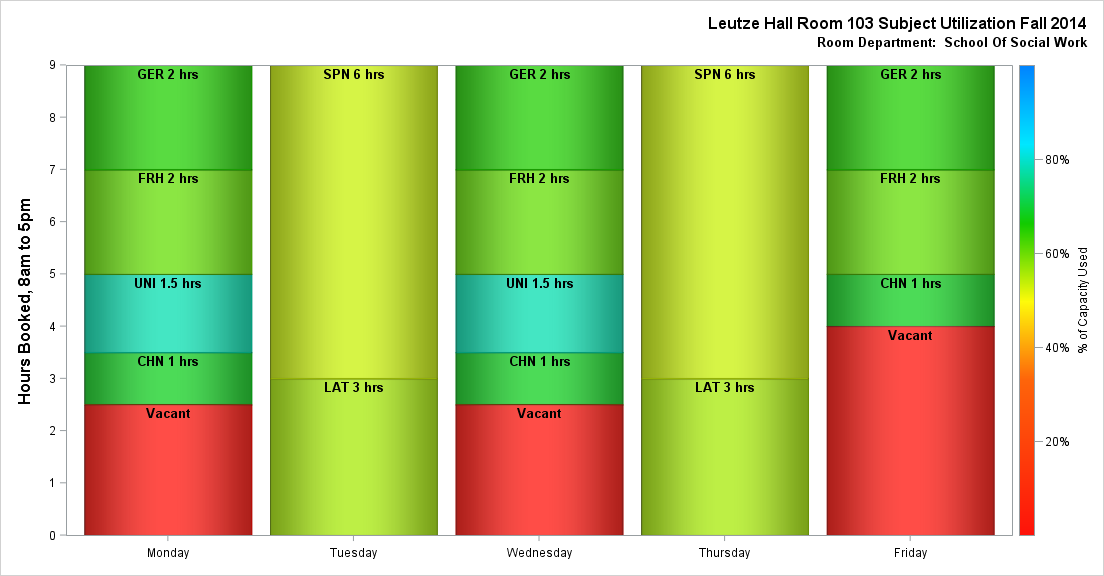 Leutze Hall Room 103 Subject Utilization Fall 2014
Room Department: School Of Social Work
Hours Booked, 8am to 5pm
9
8
7
6
5
4
3
2
1
0
GER 2 hrs
FRH 2 hrs
UNI 1.5 hrs
CHN 1 hrs
Vacant
SPN 6 hrs
LAT 3 hrs
GER 2 hrs
FRH 2 hrs
UNI 1.5 hrs
CHN 1 hrs
Vacant
SPN 6 hrs
LAT 3 hrs
GER 2 hrs
FRH 2 hrs
CHN 1 hrs
Vacant
Monday
Tuesday
Wednesday
Thursday
Friday
80%
60%
40%
20%
% of Capacity Used